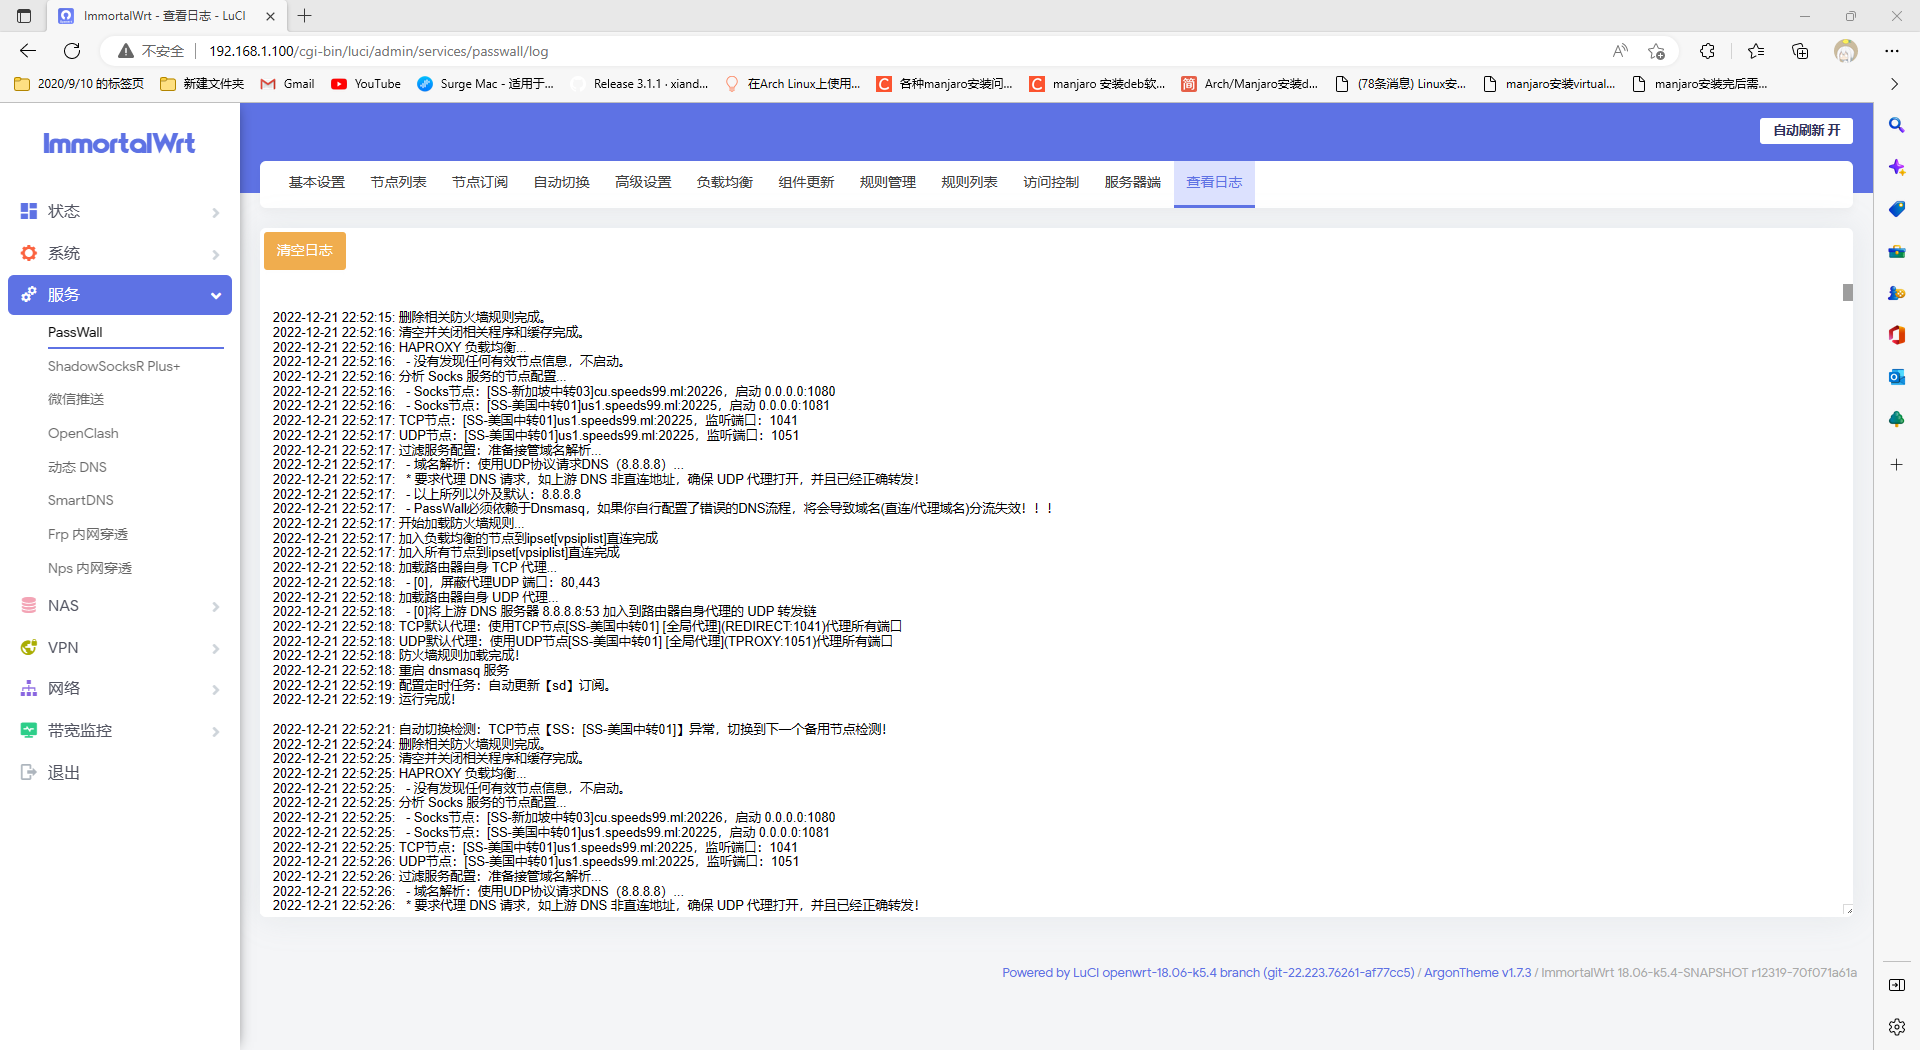 ImmortalWrt - 查看日志 - LuCI
不安全
192.168.1.100/cgi-bin/luci/admin/services/passwall/log
2020/9/10 的标签页
新建文件夹
Gmail
YouTube
Surge Mac - 适用于...
Release 3.1.1 · xiand...
在Arch Linux上使用...
各种manjaro安装问...
manjaro 安装deb软...
Arch/Manjaro安装d...
(78条消息) Linux安...
manjaro安装virtual...
manjaro安装完后需...
ImmortalWrt
状态
系统
服务
PassWall
ShadowSocksR Plus+
微信推送
OpenClash
动态 DNS
SmartDNS
Frp 内网穿透
Nps 内网穿透
NAS
VPN
网络
带宽监控
退出
自动刷新 开
基本设置
节点列表
节点订阅
自动切换
高级设置
负载均衡
组件更新
规则管理
规则列表
访问控制
服务器端
查看日志
清空日志
2022-12-21 22:52:15: 删除相关防火墙规则完成。
2022-12-21 22:52:16: 清空并关闭相关程序和缓存完成。
2022-12-21 22:52:16: HAPROXY 负载均衡...
2022-12-21 22:52:16:   - 没有发现任何有效节点信息，不启动。
2022-12-21 22:52:16: 分析 Socks 服务的节点配置...
2022-12-21 22:52:16:   - Socks节点：[SS-新加坡中转03]cu.speeds99.ml:20226，启动 0.0.0.0:1080
2022-12-21 22:52:16:   - Socks节点：[SS-美国中转01]us1.speeds99.ml:20225，启动 0.0.0.0:1081
2022-12-21 22:52:17: TCP节点：[SS-美国中转01]us1.speeds99.ml:20225，监听端口：1041
2022-12-21 22:52:17: UDP节点：[SS-美国中转01]us1.speeds99.ml:20225，监听端口：1051
2022-12-21 22:52:17: 过滤服务配置：准备接管域名解析...
2022-12-21 22:52:17:   - 域名解析：使用UDP协议请求DNS（8.8.8.8）...
2022-12-21 22:52:17:   * 要求代理 DNS 请求，如上游 DNS 非直连地址，确保 UDP 代理打开，并且已经正确转发！
2022-12-21 22:52:17:   - 以上所列以外及默认：8.8.8.8
2022-12-21 22:52:17:   - PassWall必须依赖于Dnsmasq，如果你自行配置了错误的DNS流程，将会导致域名(直连/代理域名)分流失效！！！
2022-12-21 22:52:17: 开始加载防火墙规则...
2022-12-21 22:52:17: 加入负载均衡的节点到ipset[vpsiplist]直连完成
2022-12-21 22:52:17: 加入所有节点到ipset[vpsiplist]直连完成
2022-12-21 22:52:18: 加载路由器自身 TCP 代理...
2022-12-21 22:52:18:   - [0]，屏蔽代理UDP 端口：80,443
2022-12-21 22:52:18: 加载路由器自身 UDP 代理...
2022-12-21 22:52:18:   - [0]将上游 DNS 服务器 8.8.8.8:53 加入到路由器自身代理的 UDP 转发链
2022-12-21 22:52:18: TCP默认代理：使用TCP节点[SS-美国中转01] [全局代理](REDIRECT:1041)代理所有端口
2022-12-21 22:52:18: UDP默认代理：使用UDP节点[SS-美国中转01] [全局代理](TPROXY:1051)代理所有端口
2022-12-21 22:52:18: 防火墙规则加载完成！
2022-12-21 22:52:18: 重启 dnsmasq 服务
2022-12-21 22:52:19: 配置定时任务：自动更新【sd】订阅。
2022-12-21 22:52:19: 运行完成！
2022-12-21 22:52:21: 自动切换检测：TCP节点【SS：[SS-美国中转01]】异常，切换到下一个备用节点检测！
2022-12-21 22:52:24: 删除相关防火墙规则完成。
2022-12-21 22:52:25: 清空并关闭相关程序和缓存完成。
2022-12-21 22:52:25: HAPROXY 负载均衡...
2022-12-21 22:52:25:   - 没有发现任何有效节点信息，不启动。
2022-12-21 22:52:25: 分析 Socks 服务的节点配置...
2022-12-21 22:52:25:   - Socks节点：[SS-新加坡中转03]cu.speeds99.ml:20226，启动 0.0.0.0:1080
2022-12-21 22:52:25:   - Socks节点：[SS-美国中转01]us1.speeds99.ml:20225，启动 0.0.0.0:1081
2022-12-21 22:52:25: TCP节点：[SS-美国中转01]us1.speeds99.ml:20225，监听端口：1041
2022-12-21 22:52:26: UDP节点：[SS-美国中转01]us1.speeds99.ml:20225，监听端口：1051
2022-12-21 22:52:26: 过滤服务配置：准备接管域名解析...
2022-12-21 22:52:26:   - 域名解析：使用UDP协议请求DNS（8.8.8.8）...
2022-12-21 22:52:26:   * 要求代理 DNS 请求，如上游 DNS 非直连地址，确保 UDP 代理打开，并且已经正确转发！
Powered by LuCI openwrt-18.06-k5.4 branch (git-22.223.76261-af77cc5) / ArgonTheme v1.7.3 / ImmortalWrt 18.06-k5.4-SNAPSHOT r12319-70f071a61a